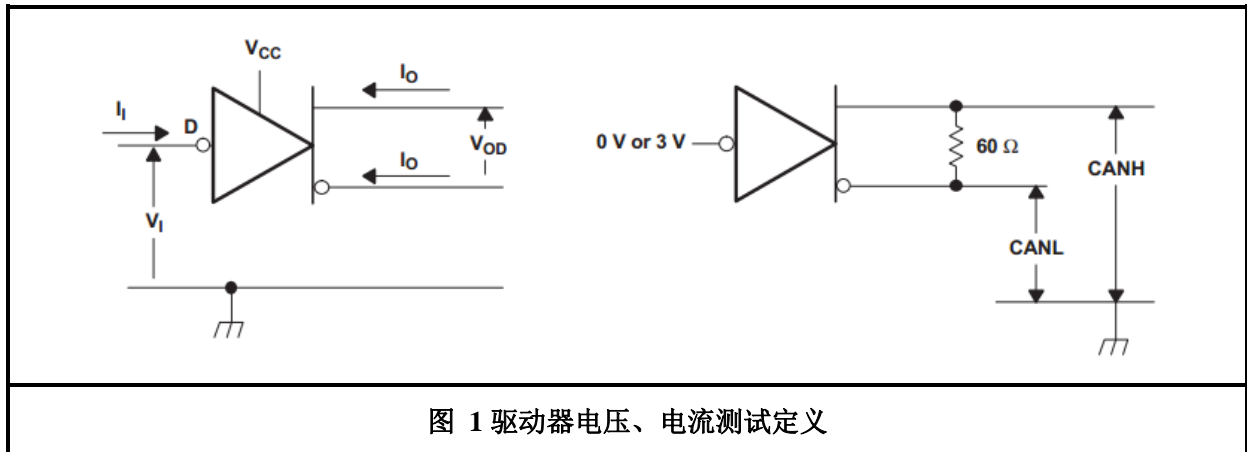 VCC
IO
II
D
VOD
IO
VI
0 V or 3 V
60 Ω
CANH
CANL
图 1 驱动器电压、电流测试定义